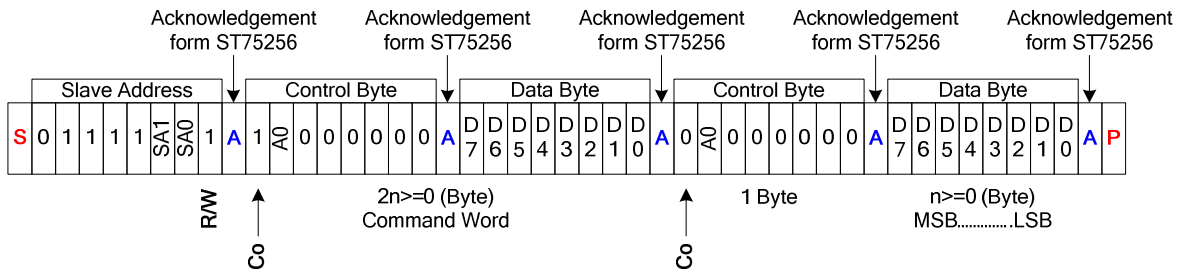 Acknowledgement
form ST75256
Acknowledgement
form ST75256
Acknowledgement
form ST75256
Acknowledgement
form ST75256
Acknowledgement
form ST75256
Slave Address
Control Byte
Data Byte
Control Byte
Data Byte
S 0 1 1 1 1 SA1 SA0 1 A 1 A0 0 0 0 0 0 0 A D7 D6 D5 D4 D3 D2 D1 D0 A 0 A0 0 0 0 0 0 0 A D7 D6 D5 D4 D3 D2 D1 D0 A P
R/W
Co
2n>=0 (Byte)
Command Word
Co
1 Byte
n>=0 (Byte)
MSB..............LSB